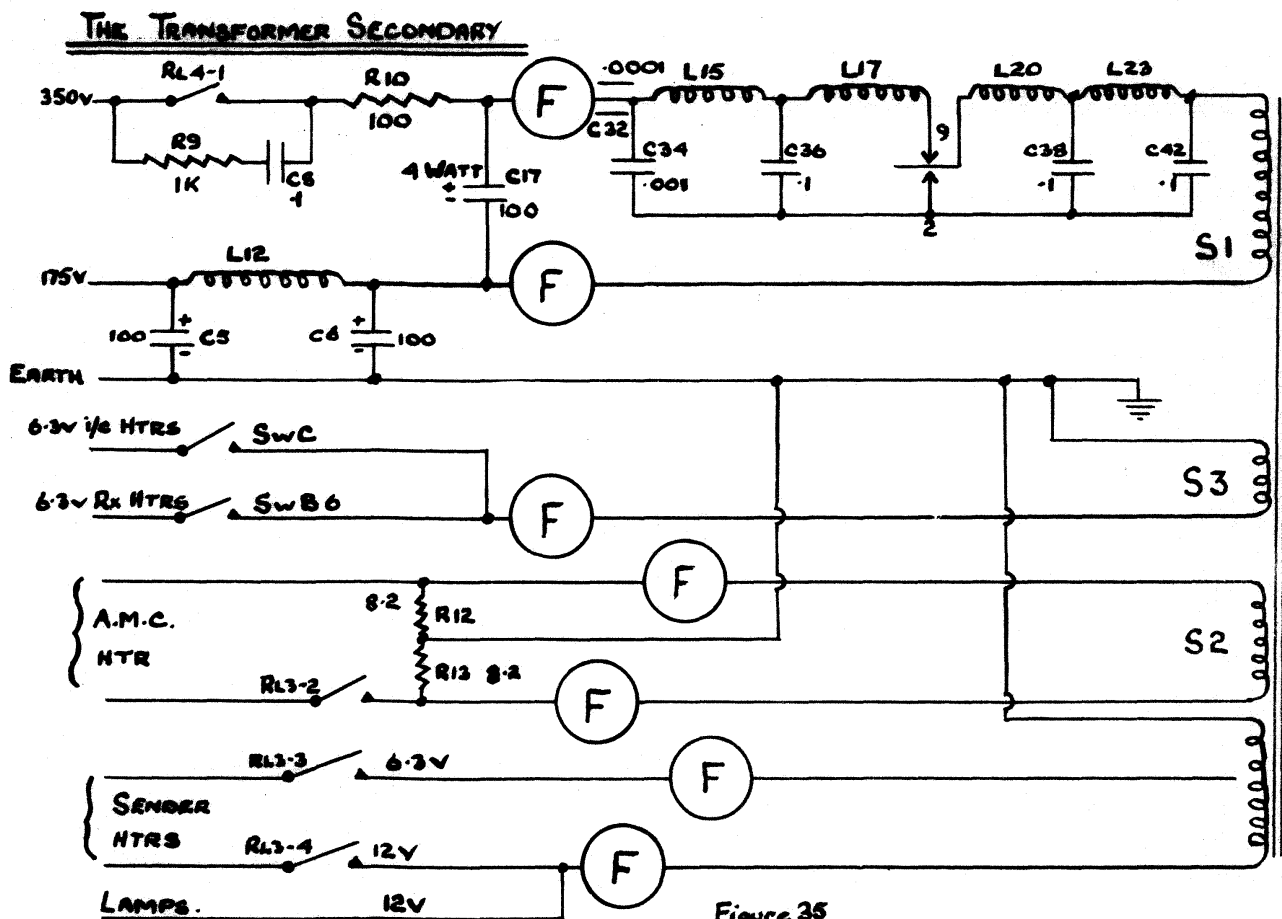 THE TRANSFORMER SECONDARY
RL4-1
R10
.0001
L15
L17
L20
L23
350v
F
100
C32
9
R9
C34
C36
C38
C42
1K
C8
.1
4 WATT
+
-
C17
100
.001
.1
.1
.1
2
S1
L12
175v
F
100
+
-
C5
C6
+
-
100
EARTH
6.3v i/c HTRS
SwC
S3
6.3v Rx HTRS
SwB6
F
F
8.2
R12
A.M.C.
HTR
S2
R13 8.2
RL3-2
F
RL3-3
6.3V
F
SENDER
HTRS
RL3-4
12V
F
LAMPS.
12V
Figure 35